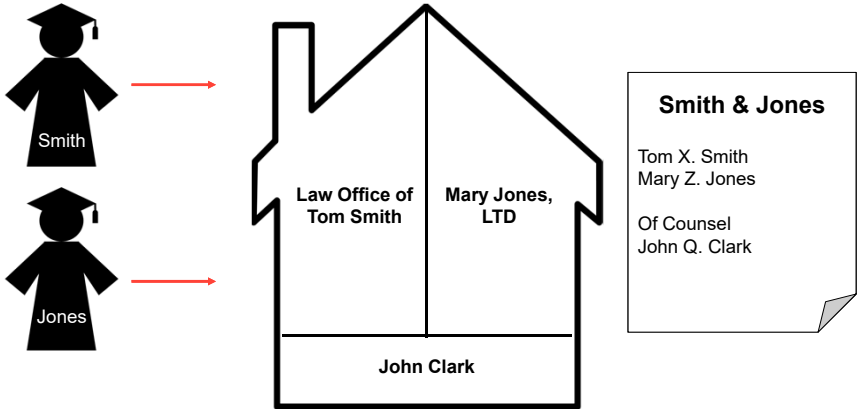 Smith
Jones
Law Office of
Tom Smith
Mary Jones,
LTD
John Clark
Smith & Jones
Tom X. Smith
Mary Z. Jones
Of Counsel
John Q. Clark